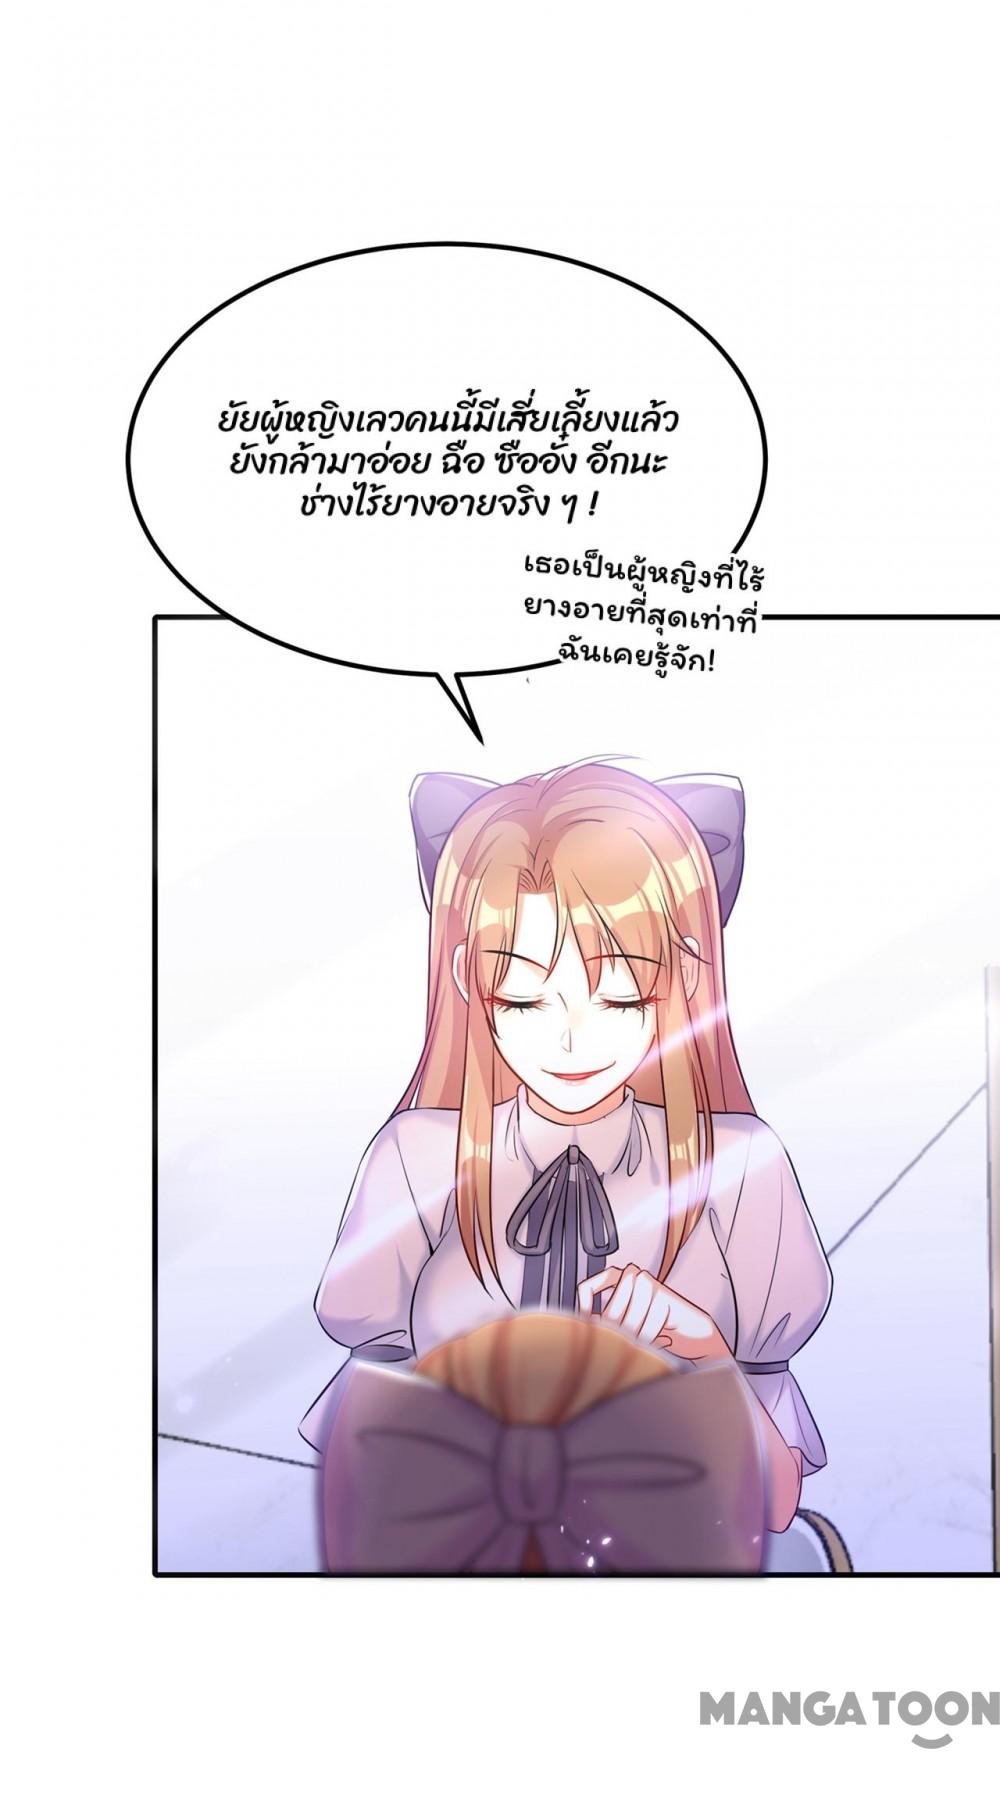 ยัยผู้หญิงเลวคนนี้มีเสี่ยเลี้ยงแล้ว
ยังกล้ามาอ่อย ฉือ ซืออั๋ง อีกนะ
ช่างไร้ยางอายจริง ๆ !
เธอเป็นผู้หญิงที่ไร้
ยางอายที่สุดเท่าที่
ฉันเคยรู้จัก!
MANGATOON